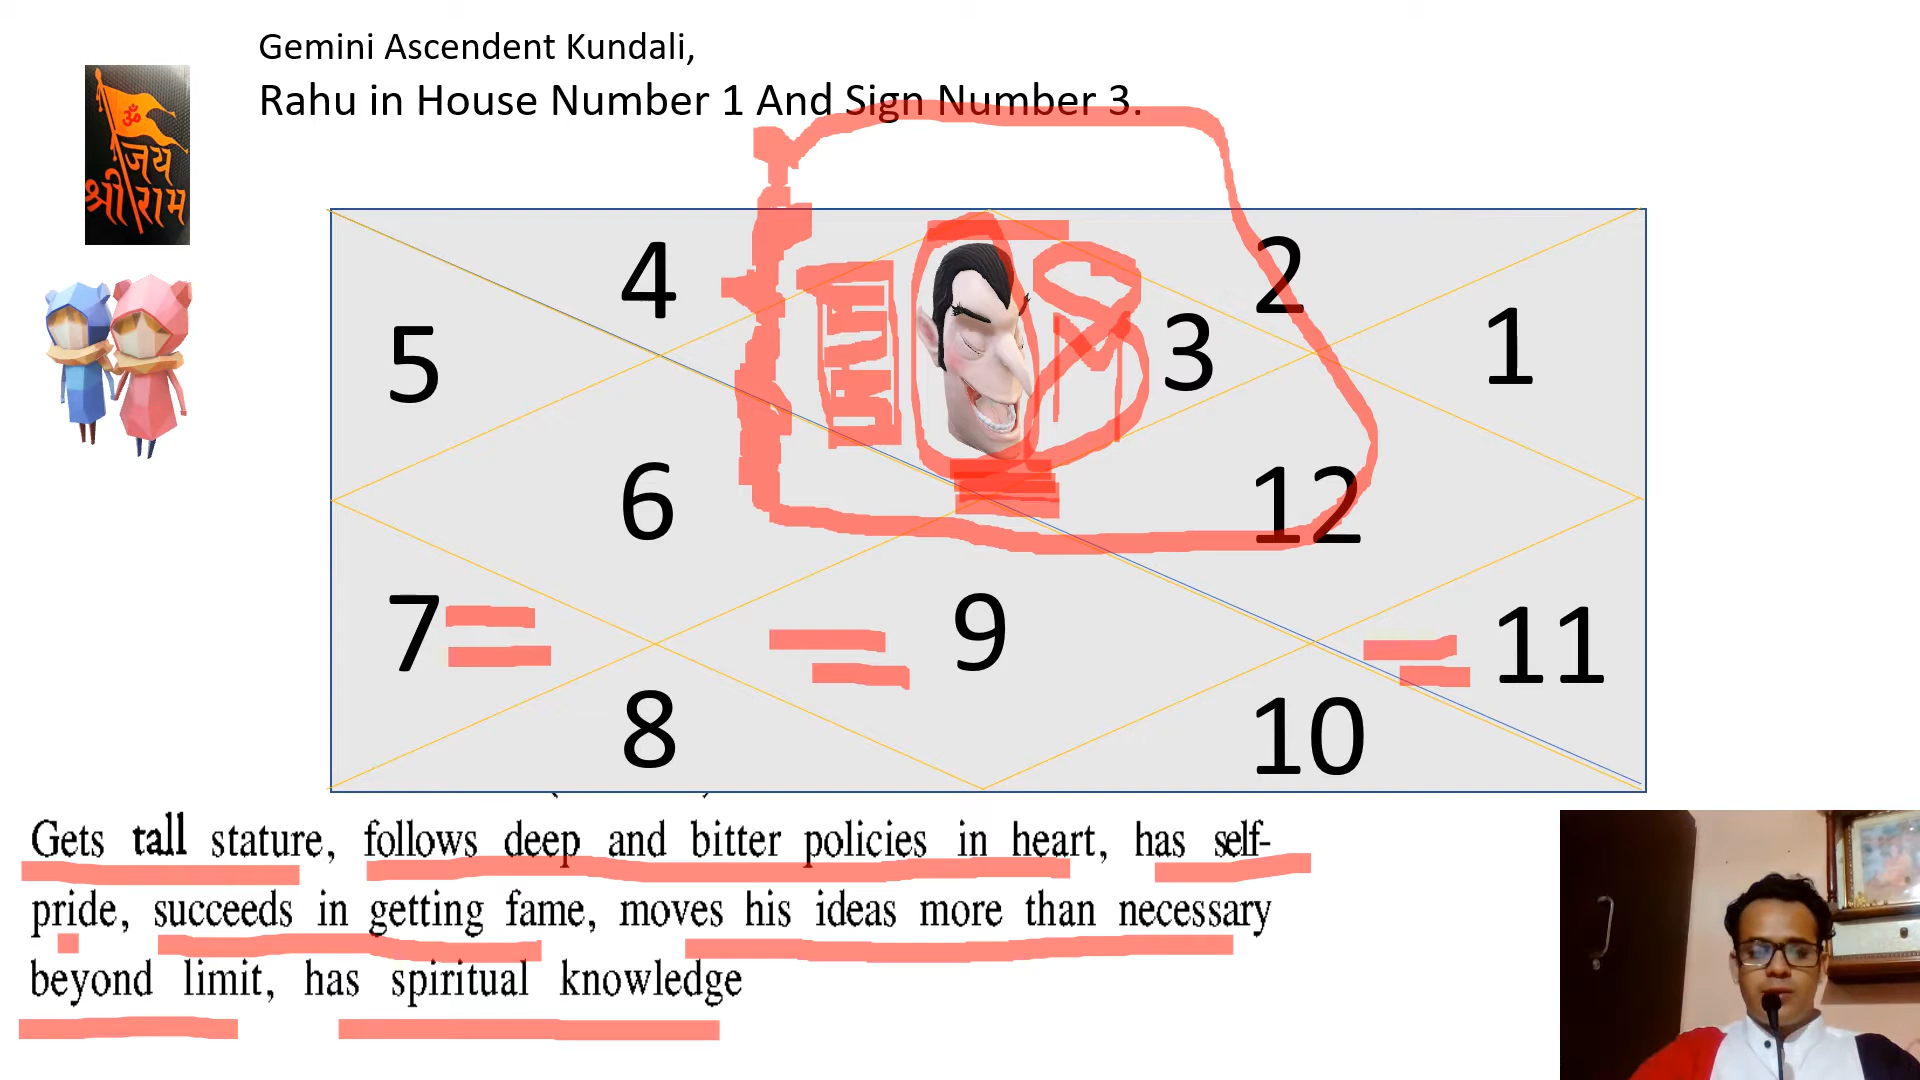 Gemini Ascendent Kundali,
Rahu in House Number 1 And Sign Number 3.
ॐ
जय
श्री राम
4
2
5
3
1
6
12
7
9
11
8
10
Gets tall stature, follows deep and bitter policies in heart, has self-
pride, succeeds in getting fame, moves his ideas more than necessary
beyond limit, has spiritual knowledge